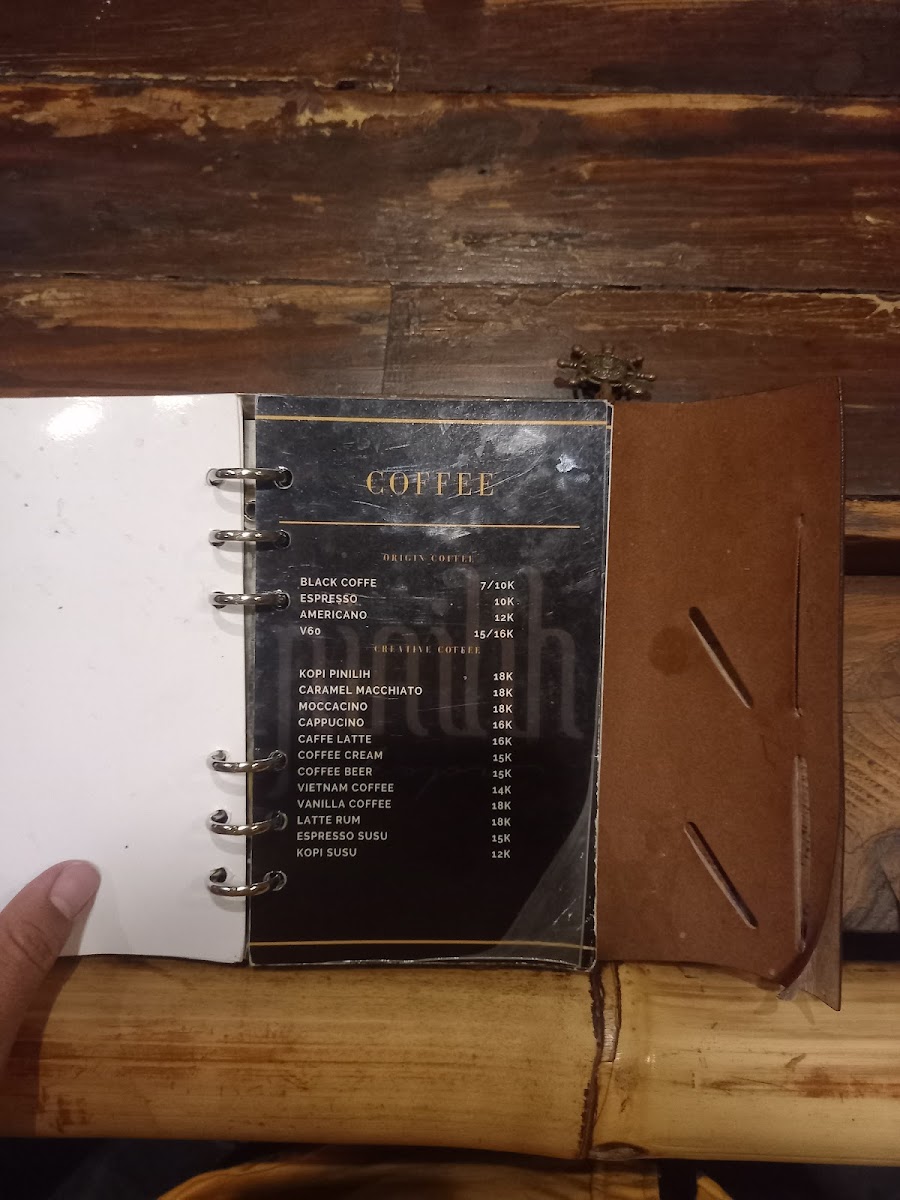 COFFEE
ORIGIN COFFEE
BLACK COFFE 7/10K
ESPRESSO 10K
AMERICANO 12K
V60 15/16K
CREATIVE COFFEE
KOPI PINILIH 18K
CARAMEL MACCHIATO 18K
MOCCACINO 18K
CAPPUCINO 16K
CAFFE LATTE 16K
COFFEE CREAM 15K
COFFEE BEER 15K
VIETNAM COFFEE 14K
VANILLA COFFEE 18K
LATTE RUM 18K
ESPRESSO SUSU 15K
KOPI SUSU 12K
pinilih